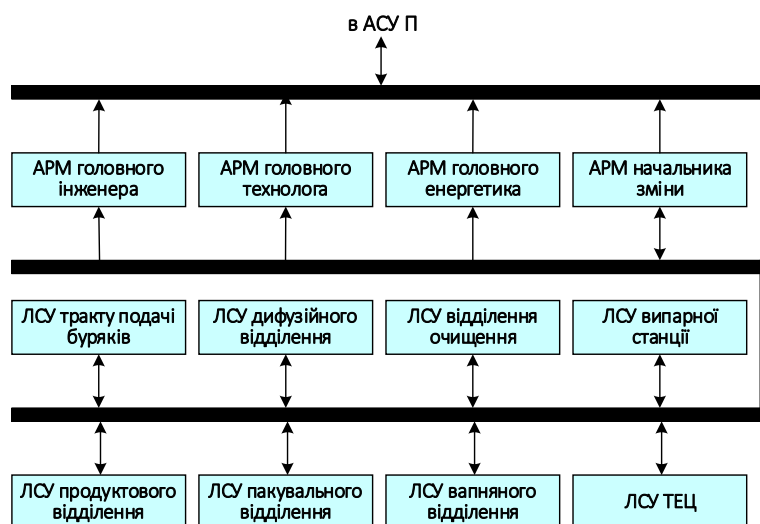 в АСУ П
АРМ головного
інженера
АРМ головного
технолога
АРМ головного
енергетика
АРМ начальника
зміни
ЛСУ тракту подачі
буряків
ЛСУ дифузійного
відділення
ЛСУ відділення
очищення
ЛСУ випарної
станції
ЛСУ продуктового
відділення
ЛСУ пакувального
відділення
ЛСУ вапняного
відділення
ЛСУ ТЕЦ